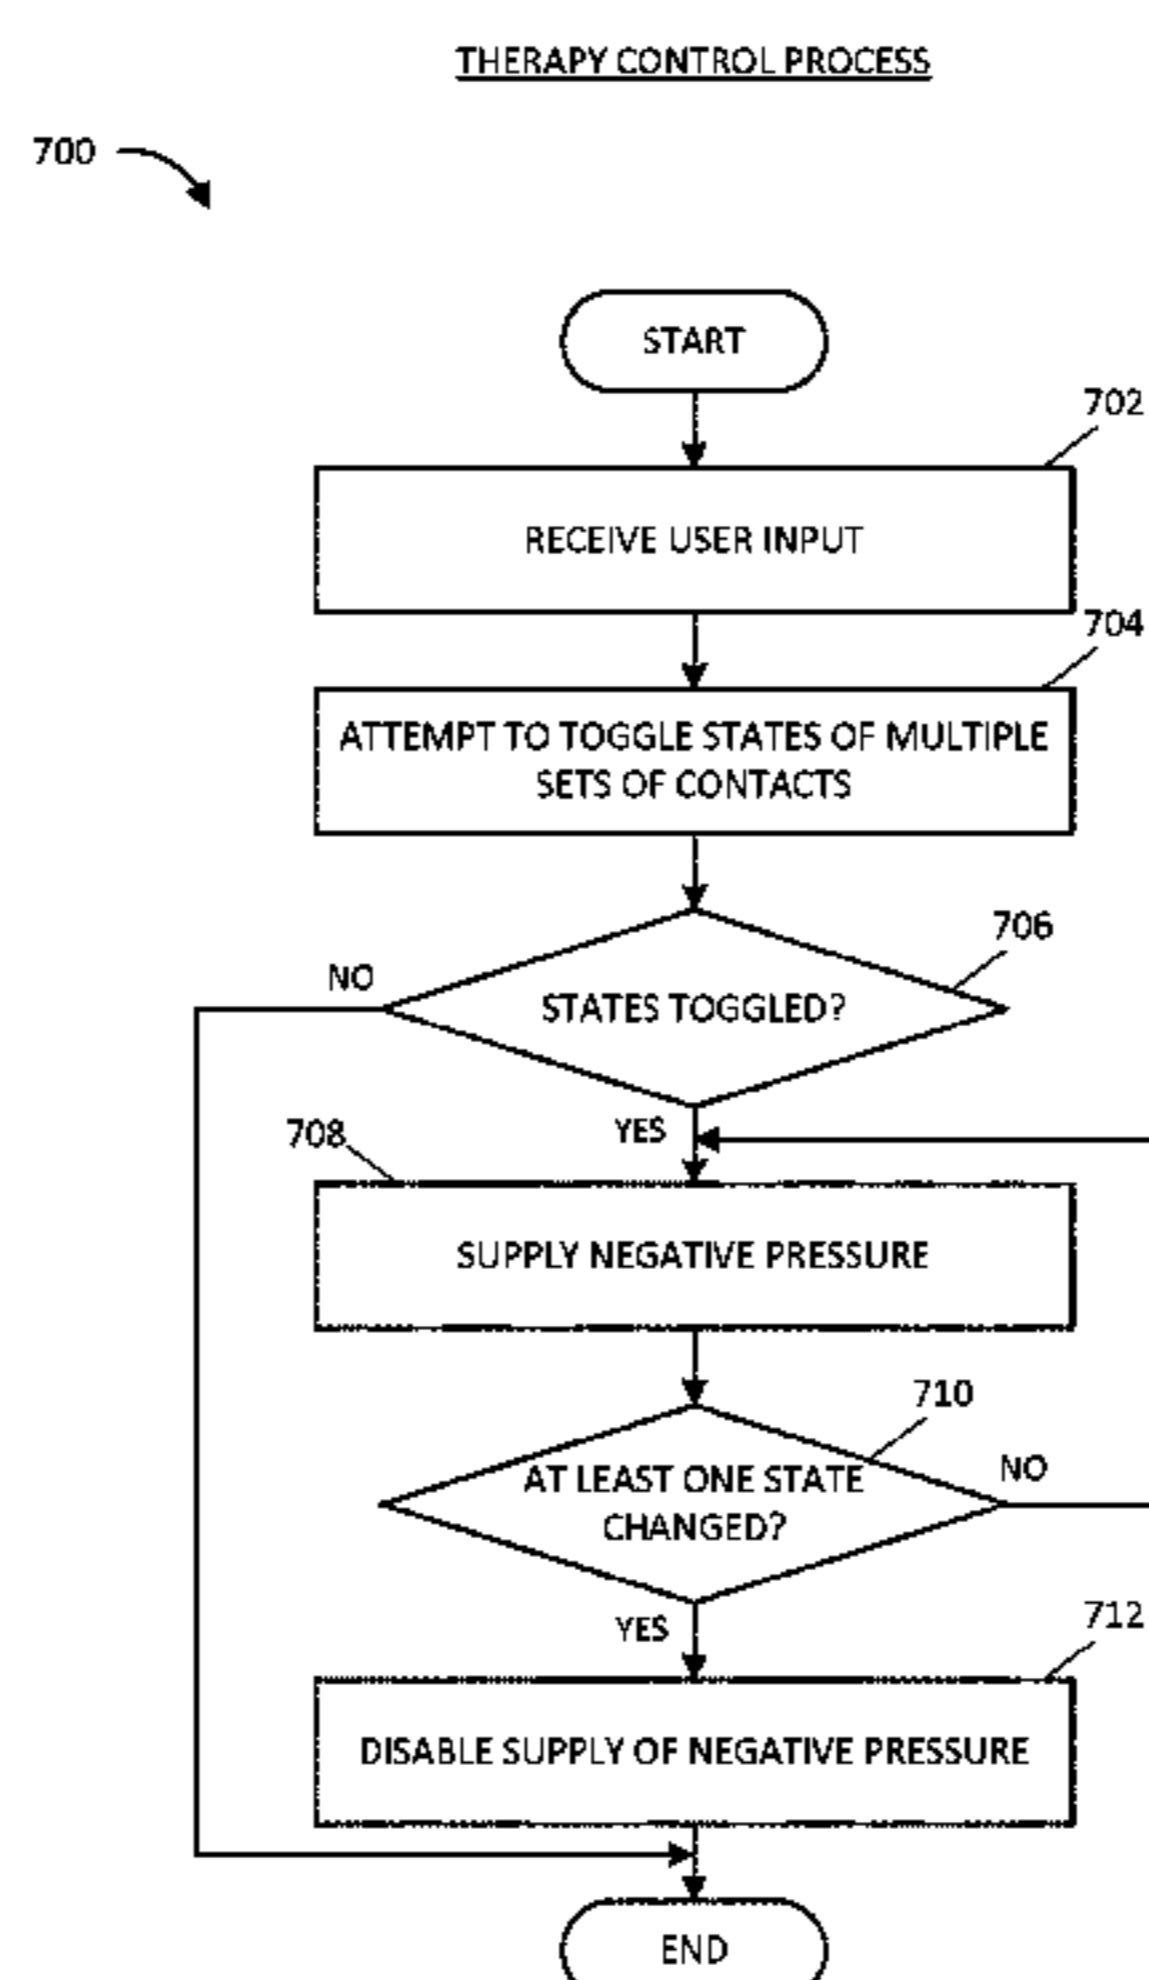 THERAPY CONTROL PROCESS
700
START
702
RECEIVE USER INPUT
704
ATTEMPT TO TOGGLE STATES OF MULTIPLE
SETS OF CONTACTS
706
NO
STATES TOGGLED?
708
YES
SUPPLY NEGATIVE PRESSURE
710
NO
AT LEAST ONE STATE
CHANGED?
712
YES
DISABLE SUPPLY OF NEGATIVE PRESSURE
END